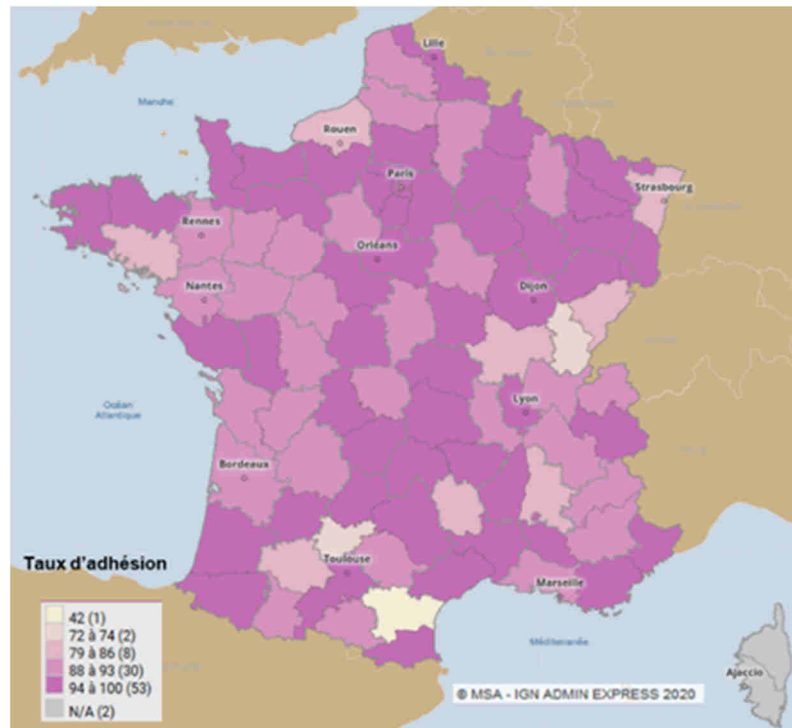 Lille
Manche
Rouen
Paris
Strasbourg
Rennes
Orléans
Nantes
Dijon
Océan
Atlantique
Lyon
Bordeaux
Taux d'adhésion
Toulouse
Marseille
42 (1)
72 à 74 (2)
79 à 86 (8)
88 à 93 (30)
94 à 100 (53)
N/A (2)
Méditerranée
Ajaccio
© MSA - IGN ADMIN EXPRESS 2020